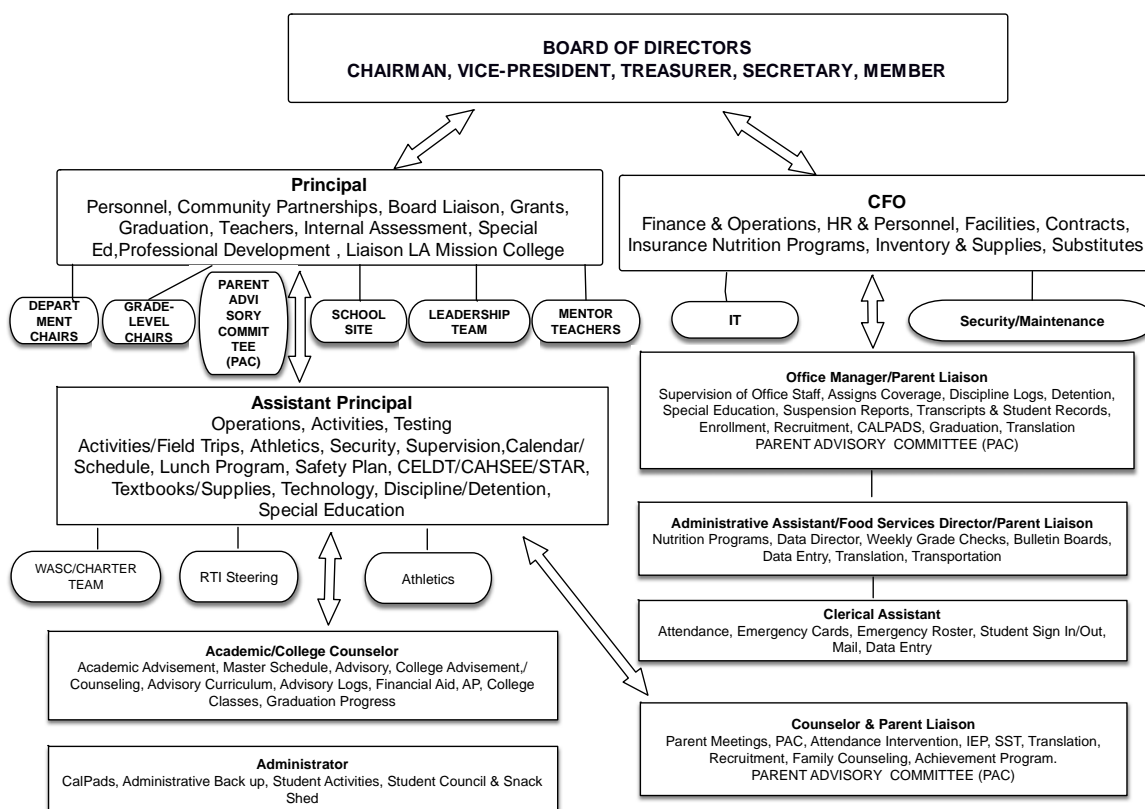 BOARD OF DIRECTORS
CHAIRMAN, VICE-PRESIDENT, TREASURER, SECRETARY, MEMBER
Principal
Personnel, Community Partnerships, Board Liaison, Grants,
Graduation, Teachers, Internal Assessment, Special
Ed,Professional Development , Liaison LA Mission College
CFO
Finance & Operations, HR & Personnel, Facilities, Contracts,
Insurance Nutrition Programs, Inventory & Supplies, Substitutes
DEPART
MENT
CHAIRS
GRADE-
LEVEL
CHAIRS
PARENT
ADVI
SORY
COMMIT
TEE
(PAC)
SCHOOL
SITE
LEADERSHIP
TEAM
MENTOR
TEACHERS
IT
Security/Maintenance
Assistant Principal
Operations, Activities, Testing
Activities/Field Trips, Athletics, Security, Supervision,Calendar/
Schedule, Lunch Program, Safety Plan, CELDT/CAHSEE/STAR,
Textbooks/Supplies, Technology, Discipline/Detention,
Special Education
Office Manager/Parent Liaison
Supervision of Office Staff, Assigns Coverage, Discipline Logs, Detention,
Special Education, Suspension Reports, Transcripts & Student Records,
Enrollment, Recruitment, CALPADS, Graduation, Translation
PARENT ADVISORY COMMITTEE (PAC)
Administrative Assistant/Food Services Director/Parent Liaison
Nutrition Programs, Data Director, Weekly Grade Checks, Bulletin Boards,
Data Entry, Translation, Transportation
WASC/CHARTER
TEAM
RTI Steering
Athletics
Clerical Assistant
Attendance, Emergency Cards, Emergency Roster, Student Sign In/Out,
Mail, Data Entry
Academic/College Counselor
Academic Advisement, Master Schedule, Advisory, College Advisement,/
Counseling, Advisory Curriculum, Advisory Logs, Financial Aid, AP, College
Classes, Graduation Progress
Counselor & Parent Liaison
Parent Meetings, PAC, Attendance Intervention, IEP, SST, Translation,
Recruitment, Family Counseling, Achievement Program.
PARENT ADVISORY COMMITTEE (PAC)
Administrator
CalPads, Administrative Back up, Student Activities, Student Council & Snack
Shed